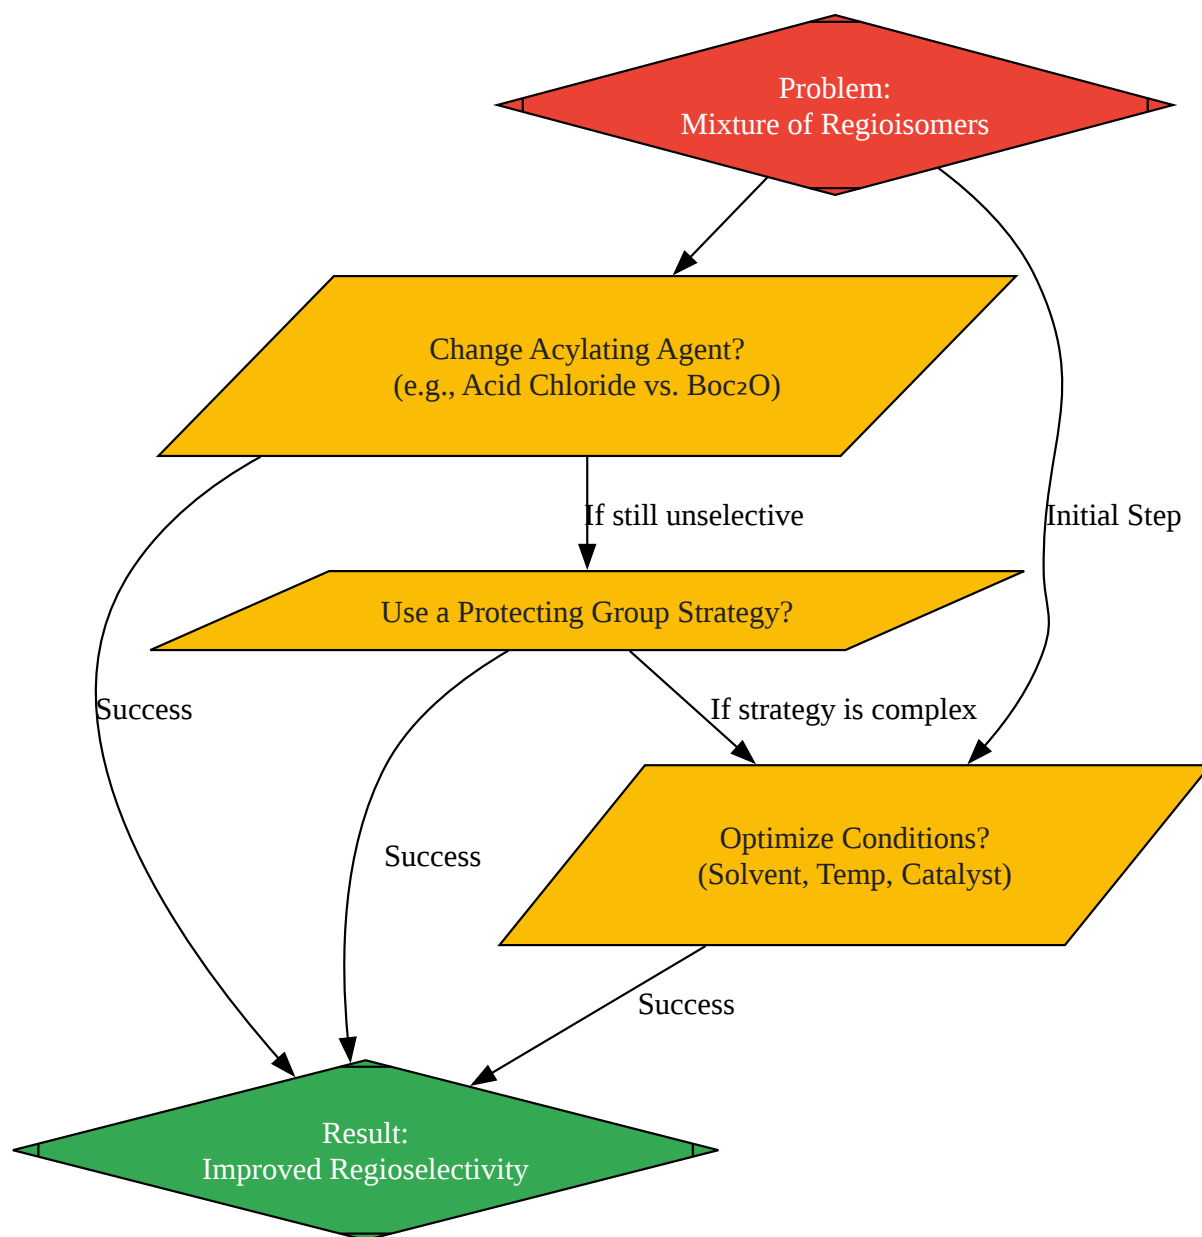 Problem:
Mixture of Regioisomers
Change Acylating Agent?
(e.g., Acid Chloride vs. Boc₂O)
If still unselective
Initial Step
Use a Protecting Group Strategy?
Success
If strategy is complex
Optimize Conditions?
(Solvent, Temp, Catalyst)
Success
Success
Result:
Improved Regioselectivity